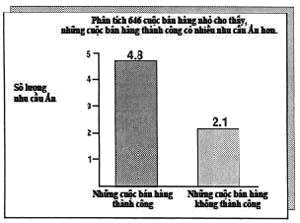 Phân tích 646 cuộc bán hàng nhỏ cho thấy,
những cuộc bán hàng thành công có nhiều nhu cầu Ẩn hơn.
5
4.8
Số lượng
nhu cầu Ẩn
4
3
2.1
2
1
Những cuộc bán hàng
thành công
Những cuộc bán hàng
không thành công